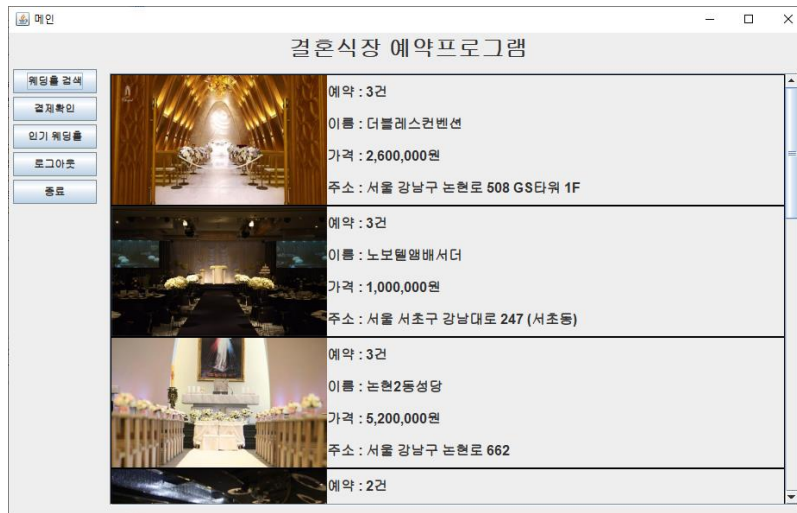 메인
결혼식장 예약프로그램
웨딩홀 검색
결제확인
인기 웨딩홀
로그아웃
종료
예약 : 3건
이름 : 더블레스컨벤션
가격 : 2,600,000원
주소 : 서울 강남구 논현로 508 GS타워 1F
예약 : 3건
이름 : 노보텔앰배서더
가격 : 1,000,000원
주소 : 서울 서초구 강남대로 247 (서초동)
예약 : 3건
이름 : 논현2동성당
가격 : 5,200,000원
주소 : 서울 강남구 논현로 662
예약 : 2건